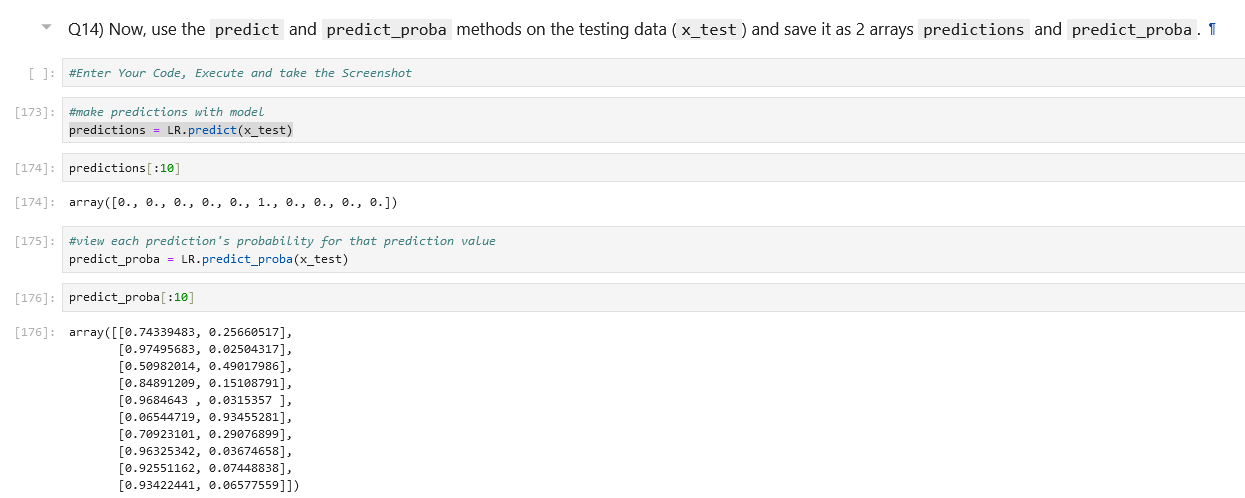 Q14) Now, use the predict and predict_proba methods on the testing data ( x_test ) and save it as 2 arrays predictions and predict_proba . ¶
[ ]: #Enter Your Code, Execute and take the Screenshot
[173]: #make predictions with model
predictions = LR.predict(x_test)
[174]: predictions[:10]
[174]: array([0., 0., 0., 0., 0., 1., 0., 0., 0., 0.])
[175]: #view each prediction's probability for that prediction value
predict_proba = LR.predict_proba(x_test)
[176]: predict_proba[:10]
[176]: array([[0.74339483, 0.25660517],
[0.97495683, 0.02504317],
[0.50982014, 0.49017986],
[0.84891209, 0.15108791],
[0.9684643 , 0.0315357 ],
[0.06544719, 0.93455281],
[0.70923101, 0.29076899],
[0.96325342, 0.03674658],
[0.92551162, 0.07448838],
[0.93422441, 0.06577559]])